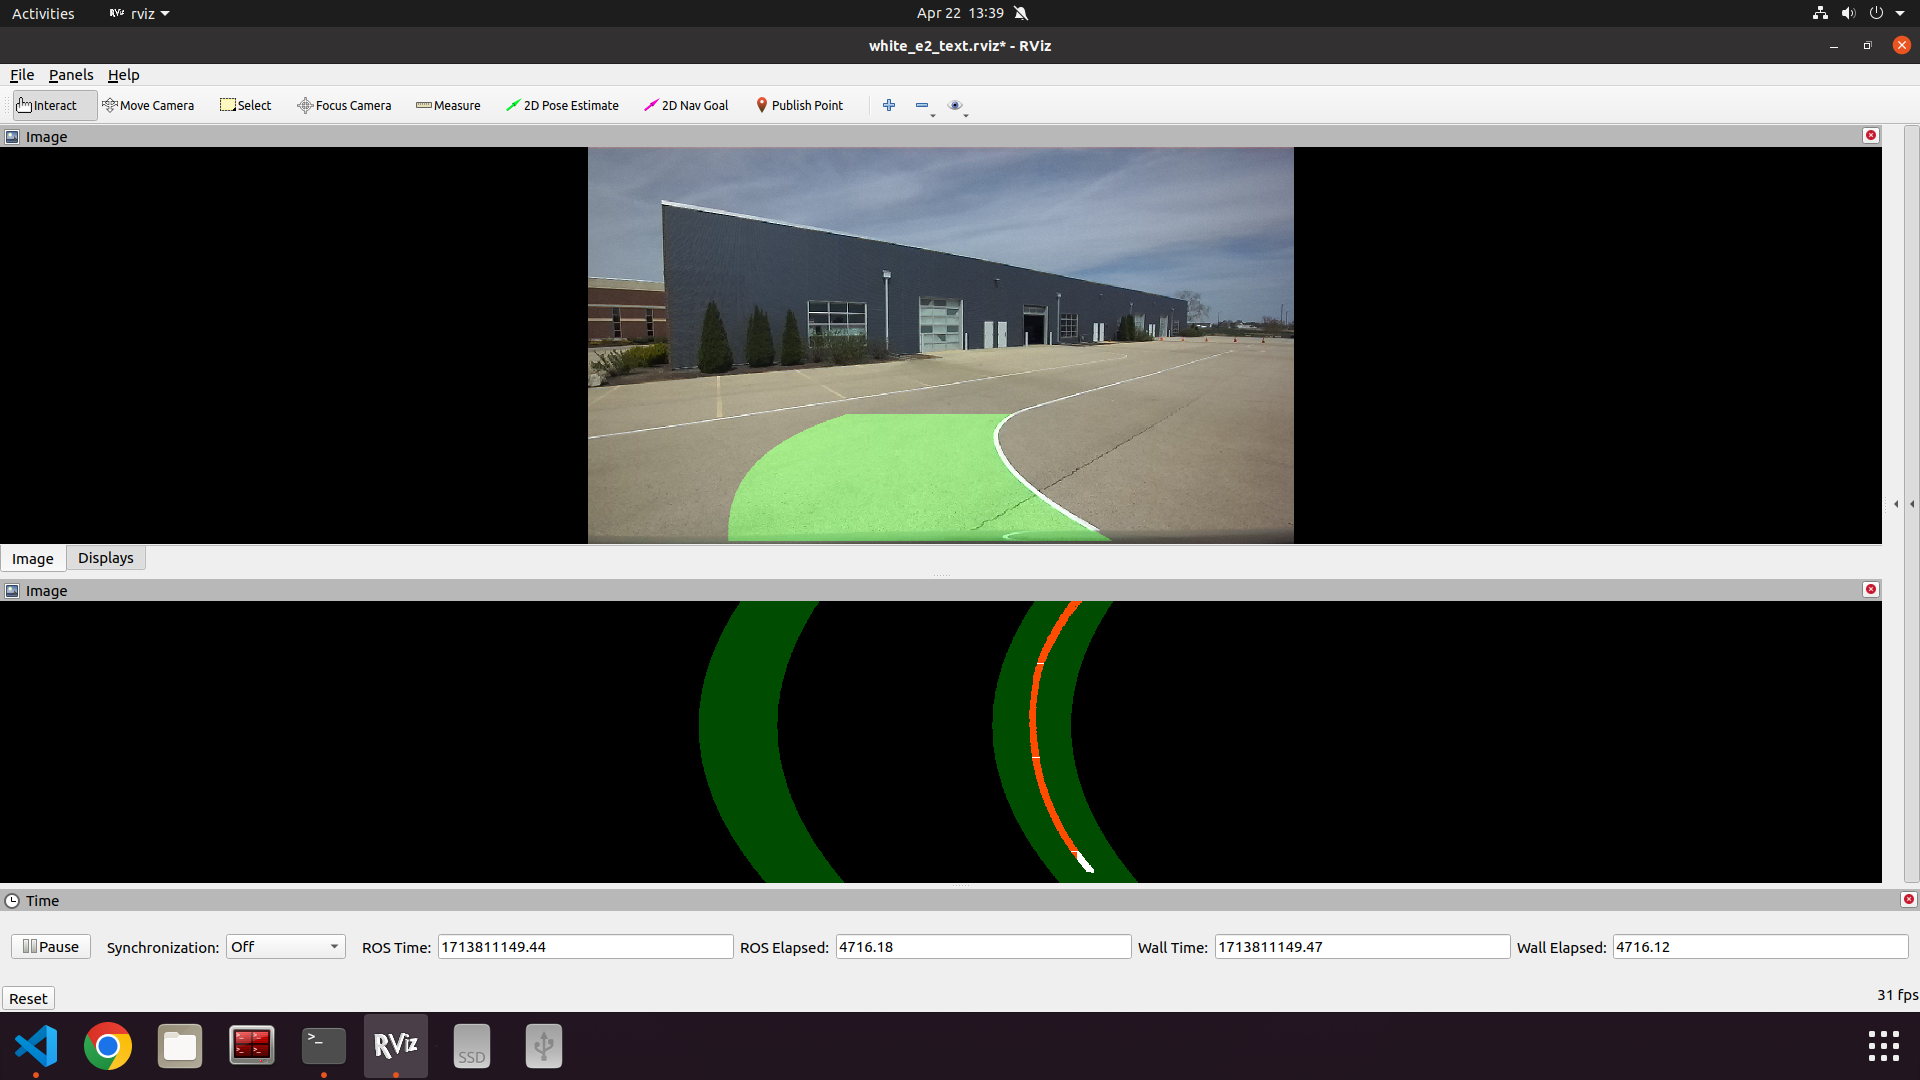 Activities rviz Apr 22 13:39
white_e2_text.rviz* - RViz
File Panels Help
Interact Move Camera Select Focus Camera Measure 2D Pose Estimate 2D Nav Goal Publish Point
Image
Image Displays
Image
Time
Pause Synchronization: Off ROS Time: 1713811149.44 ROS Elapsed: 4716.18 Wall Time: 1713811149.47 Wall Elapsed: 4716.12
Reset 31 fps
>_ RViz SSD